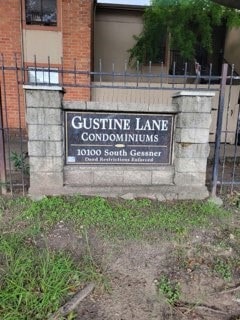 GUSTINE LANE
CONDOMINIUMS
10100 South Gessner
Deed Restrictions Enforced